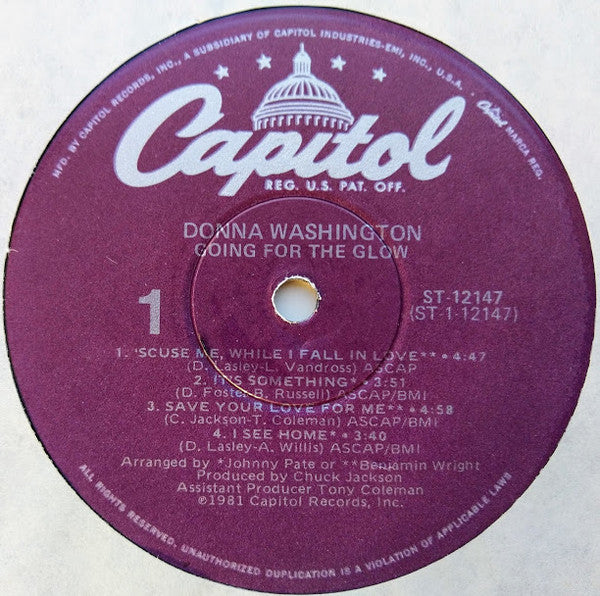 MFD. BY CAPITOL RECORDS, INC., A SUBSIDIARY OF CAPITOL INDUSTRIES-EMI, INC., U.S.A.
Capitol MARCA REG.
Capitol
REG. U.S. PAT. OFF.
DONNA WASHINGTON
GOING FOR THE GLOW
1
ST-12147
(ST-1-12147)
1. 'SCUSE ME, WHILE I FALL IN LOVE** • 4:47
(D. Lasley-L. Vandross) ASCAP
2. IT'S SOMETHING* • 3:51
(D. Foster-B. Russell) ASCAP/BMI
3. SAVE YOUR LOVE FOR ME** • 4:58
(C. Jackson-T. Coleman) ASCAP/BMI
4. I SEE HOME* • 3:40
(D. Lasley-A. Willis) ASCAP/BMI
Arranged by *Johnny Pate or **Benjamin Wright
Produced by Chuck Jackson
Assistant Producer Tony Coleman
℗1981 Capitol Records, Inc.
ALL RIGHTS RESERVED. UNAUTHORIZED DUPLICATION IS A VIOLATION OF APPLICABLE LAWS